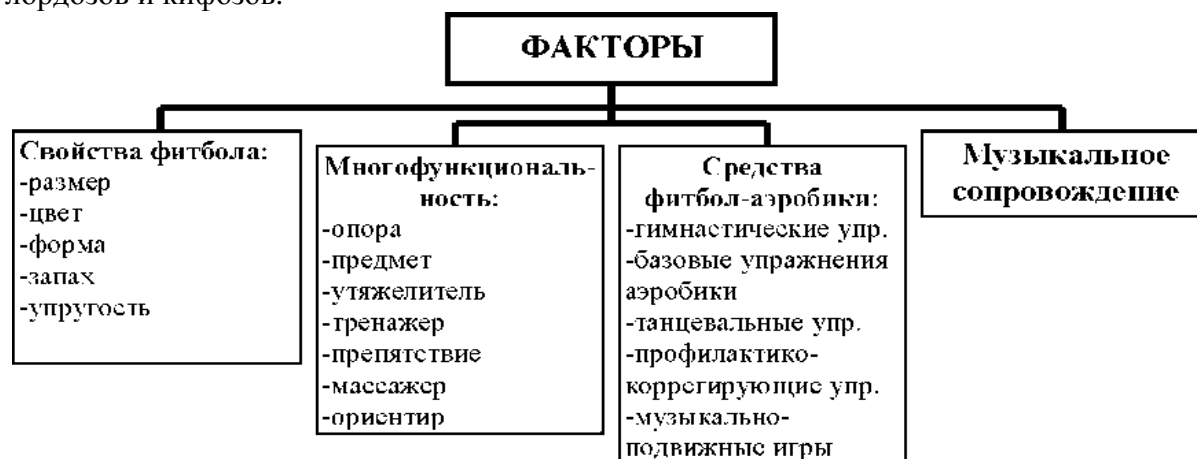 лордозов и кифозов.
ФАКТОРЫ
Свойства фитбола:
-размер
-цвет
-форма
-запах
-упругость
Многофункциональ-
ность:
-опора
-предмет
-утяжелитель
-тренажер
-препятствие
-массажер
-ориентир
Средства
фитбол-аэробики:
-гимнастические упр.
-базовые упражнения
аэробики
-танцевальные упр.
-профилактико-
коррегирующие упр.
-музыкально-
подвижные игры
Музыкальное
сопровождение